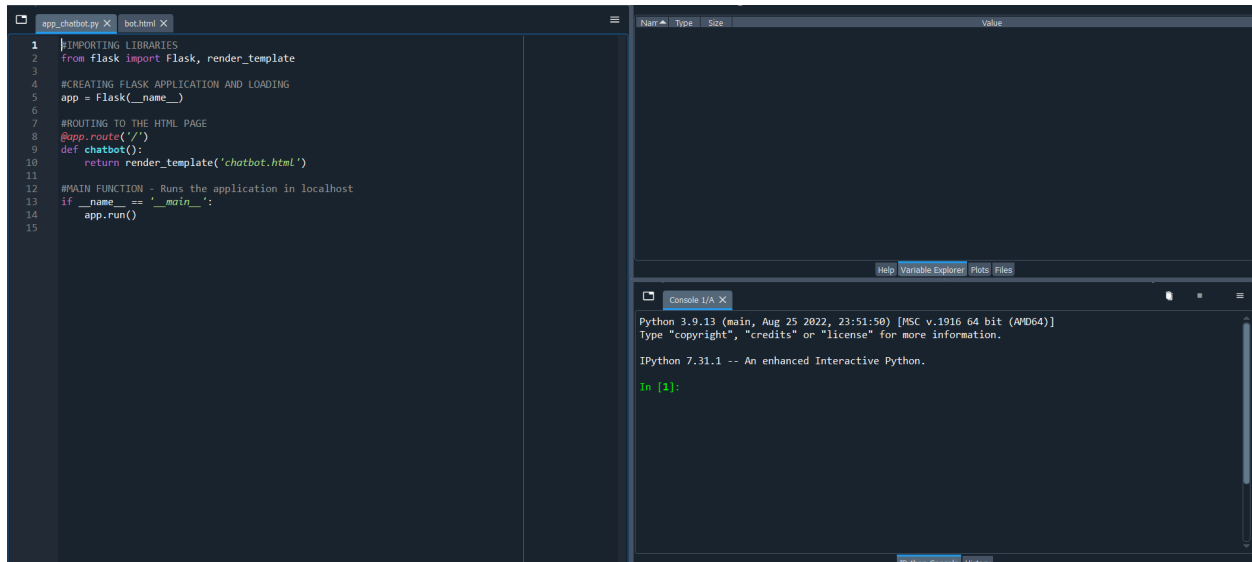 app_chatbot.py X bot.html X
1 #IMPORTING LIBRARIES
2 from flask import Flask, render_template
3
4 #CREATING FLASK APPLICATION AND LOADING
5 app = Flask(__name__)
6
7 #ROUTING TO THE HTML PAGE
8 @app.route('/')
9 def chatbot():
10 return render_template('chatbot.html')
11
12 #MAIN FUNCTION - Runs the application in localhost
13 if __name__ == '__main__':
14 app.run()
15
Nam Type Size Value
Help Variable Explorer Plots Files
Console 1/A X
Python 3.9.13 (main, Aug 25 2022, 23:51:50) [MSC v.1916 64 bit (AMD64)]
Type "copyright", "credits" or "license" for more information.
IPython 7.31.1 -- An enhanced Interactive Python.
In [1]: